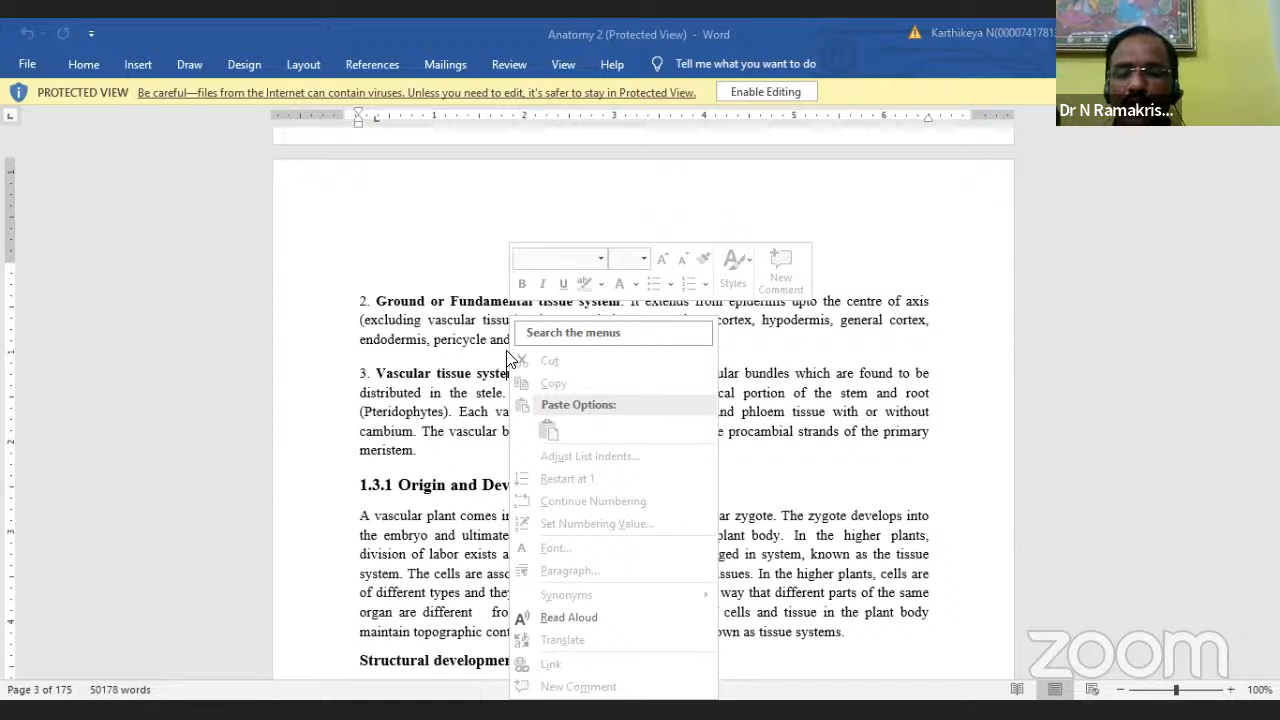 Anatomy 2 (Protected View) - Word
Karthikeya N(0000741781
File Home Insert Draw Design Layout References Mailings Review View Help Tell me what you want to do
PROTECTED VIEW Be careful—files from the Internet can contain viruses. Unless you need to edit, it's safer to stay in Protected View. Enable Editing
Dr N Ramakris...
1 2 3 4 5 6
Styles
New
Comment
2. Ground or Fundamental tissue system: It extends from epidermis upto the centre of axis
(excluding vascular cortex, hypodermis, general cortex,
endodermis, pericycle and
3. Vascular tissue ular bundles which are found to be
distributed in the stele. cal portion of the stem and root
(Pteridophytes). Each va nd phloem tissue with or without
cambium. The vascular b e procambial strands of the primary
meristem.
1.3.1 Origin and Dev
A vascular plant comes in ar zygote. The zygote develops into
the embryo and ultimate plant body. In the higher plants,
division of labor exists a ged in system, known as the tissue
system. The cells are asso ssues. In the higher plants, cells are
of different types and they way that different parts of the same
organ are different fro cells and tissue in the plant body
maintain topographic cont own as tissue systems.
Structural developmen
Search the menus
Cut
Copy
Paste Options:
Adjust List Indents...
Restart at 1
Continue Numbering
Set Numbering Value...
Font...
Paragraph...
Synonyms
Read Aloud
Translate
Link
New Comment
zoom
Page 3 of 175 50178 words
100%